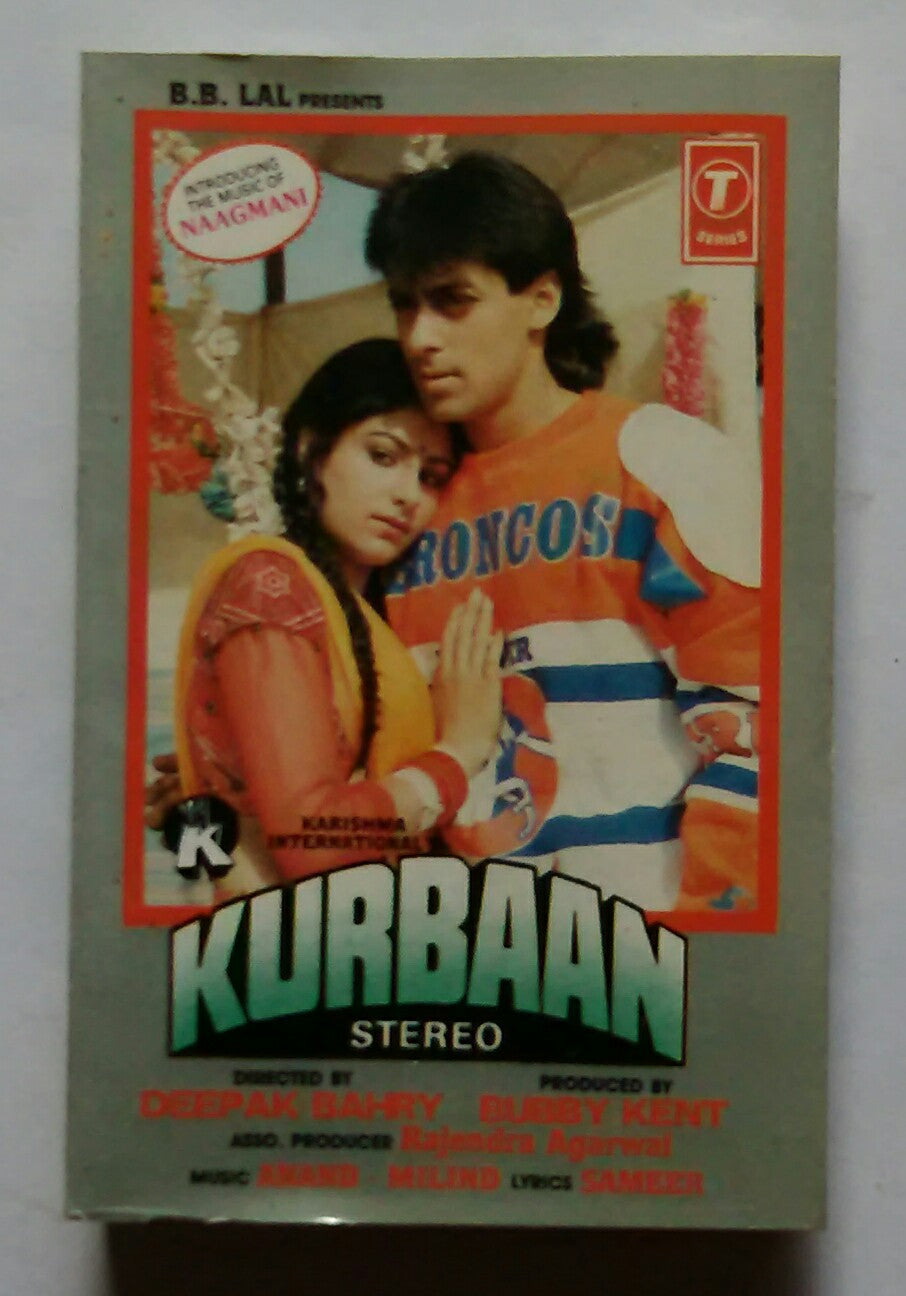 B.B. LAL PRESENTS
INTRODUCING
THE MUSIC OF
NAAGMANI
T
SERIES
BRONCOS
K
KARISHMA
INTERNATIONAL
KURBAAN
STEREO
DIRECTED BY PRODUCED BY
DEEPAK BAHRY BUBBY KENT
ASSO. PRODUCER Rajendra Agarwal
MUSIC ANAND - MILIND LYRICS SAMEER